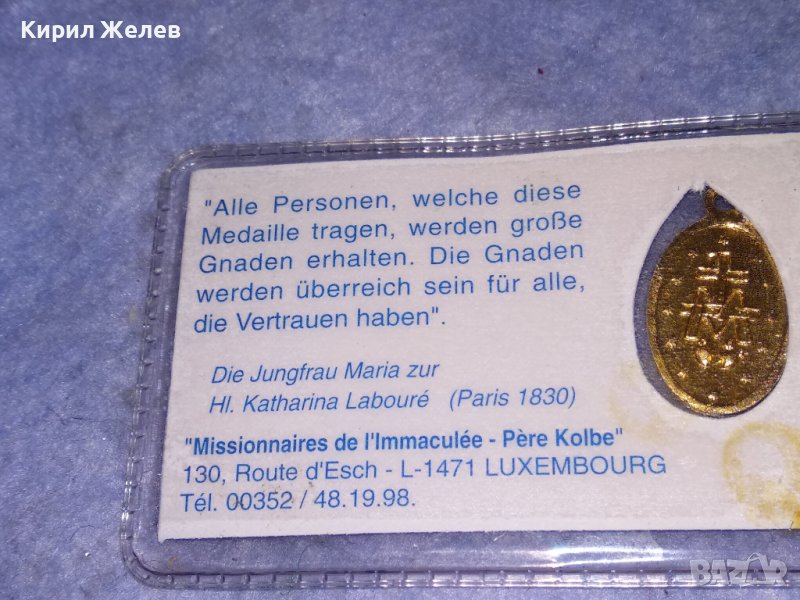 Кирил Желев
"Alle Personen, welche diese
Medaille tragen, werden große
Gnaden erhalten. Die Gnaden
werden überreich sein für alle,
die Vertrauen haben".
Die Jungfrau Maria zur
Hl. Katharina Labouré (Paris 1830)
"Missionnaires de l'Immaculée - Père Kolbe"
130, Route d'Esch - L-1471 LUXEMBOURG
Tél. 00352 / 48.19.98.
BAZAR